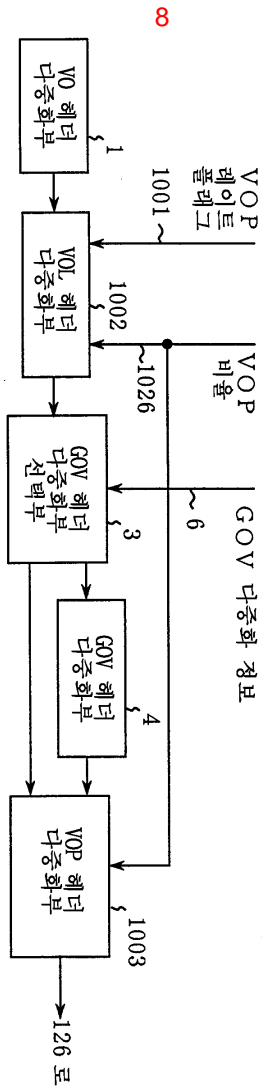 8
VO 헤더
다중화부
1
VOP
레이트
플래그
1001
VOL 헤더
다중화부
1002
VOP
비율
1026
GOV 헤더
다중화부
선택부
3
GOV 다중화 정보
6
GOV 헤더
다중화부
4
VOP 헤더
다중화부
1003
126 로